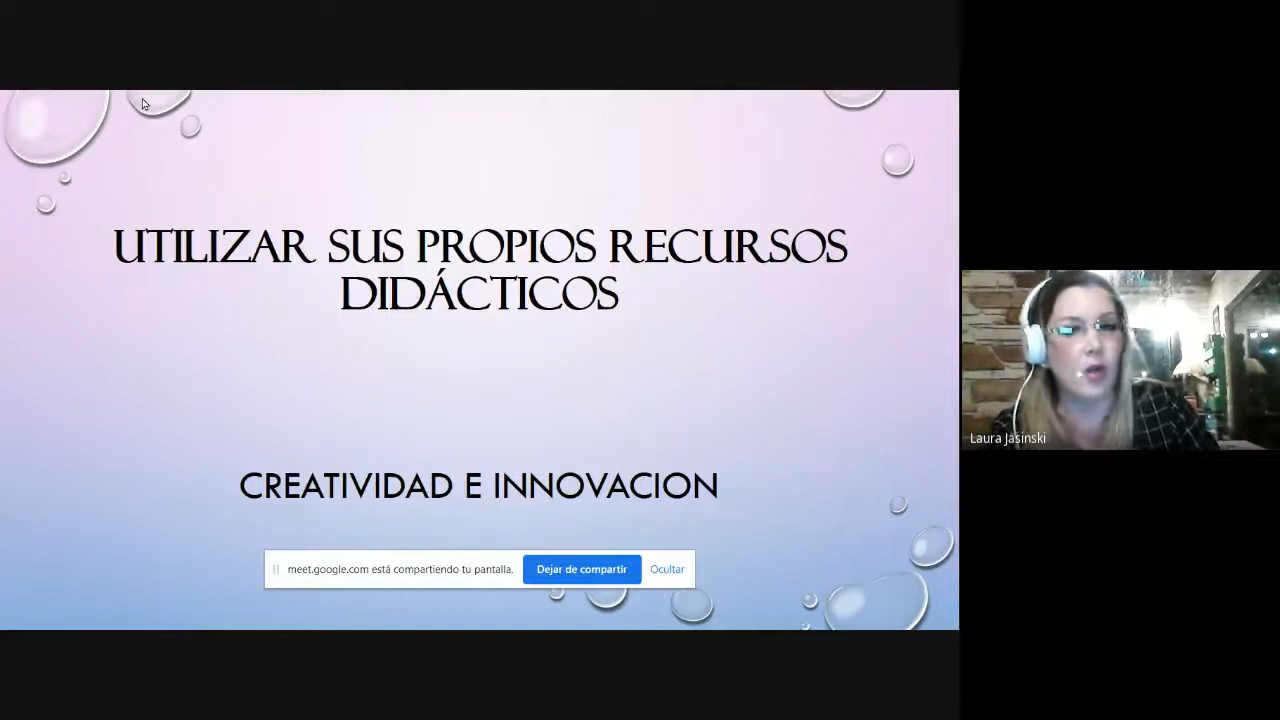 UTILIZAR SUS PROPIOS RECURSOS
DIDÁCTICOS
CREATIVIDAD E INNOVACION
meet.google.com está compartiendo tu pantalla.
Dejar de compartir
Ocultar
Laura Jasinski